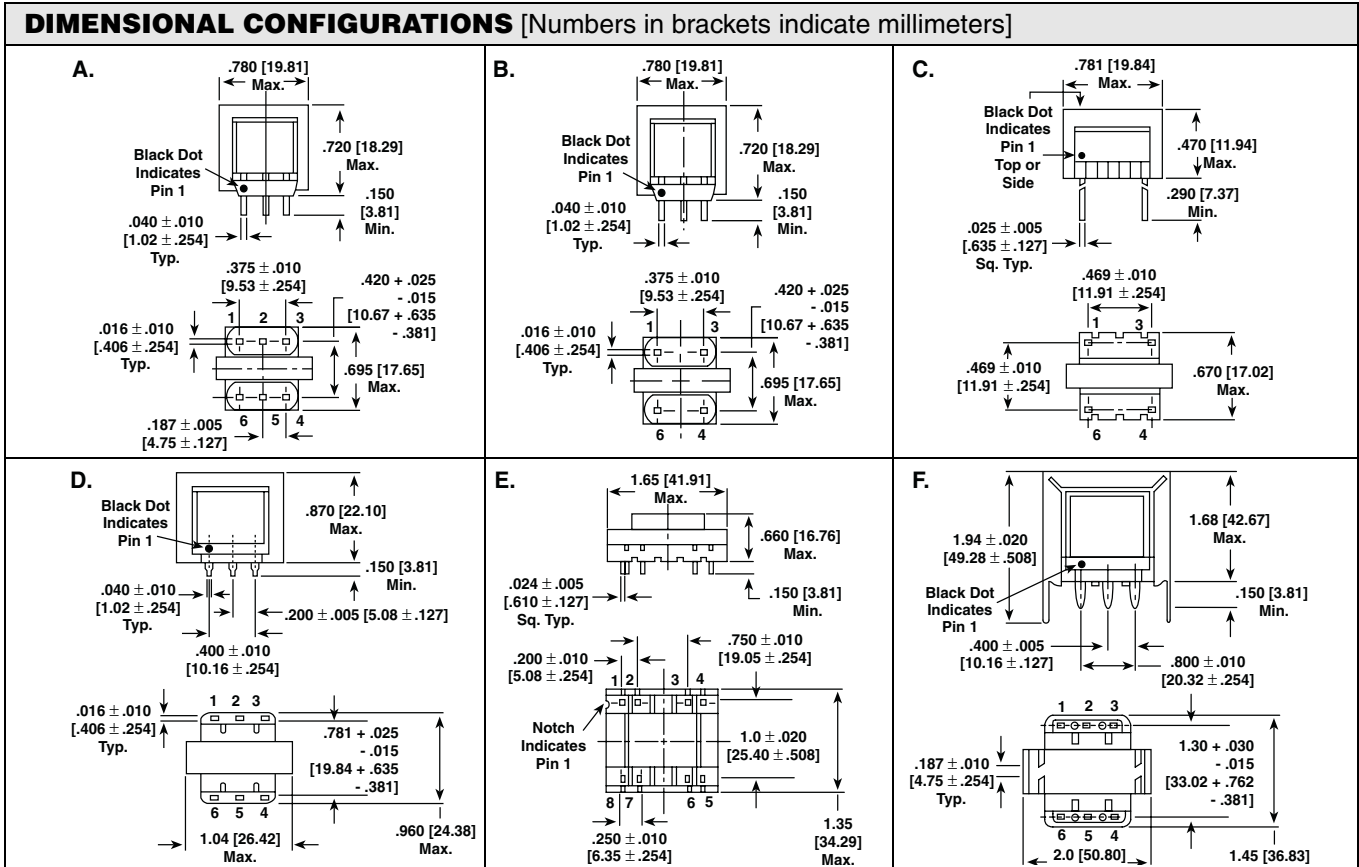 DIMENSIONAL CONFIGURATIONS [Numbers in brackets indicate millimeters]
A.
.780 [19.81]
Max.
Black Dot
Indicates
Pin 1
.720 [18.29]
Max.
.150
[3.81]
Min.
.040 ± .010
[1.02 ± .254]
Typ.
.375 ± .010
[9.53 ± .254]
.420 + .025
- .015
[10.67 + .635
- .381]
1 2 3
.016 ± .010
[.406 ± .254]
Typ.
.695 [17.65]
Max.
6 5 4
.187 ± .005
[4.75 ± .127]
B.
.780 [19.81]
Max.
Black Dot
Indicates
Pin 1
.720 [18.29]
Max.
.150
[3.81]
Min.
.040 ± .010
[1.02 ± .254]
Typ.
.375 ± .010
[9.53 ± .254]
.420 + .025
- .015
[10.67 + .635
- .381]
1 3
.016 ± .010
[.406 ± .254]
Typ.
.695 [17.65]
Max.
6 4
C.
.781 [19.84]
Max.
Black Dot
Indicates
Pin 1
Top or
Side
.470 [11.94]
Max.
.290 [7.37]
Min.
.025 ± .005
[.635 ± .127]
Sq. Typ.
.469 ± .010
[11.91 ± .254]
1 3
.469 ± .010
[11.91 ± .254]
.670 [17.02]
Max.
6 4
D.
Black Dot
Indicates
Pin 1
.870 [22.10]
Max.
.150 [3.81]
Min.
.040 ± .010
[1.02 ± .254]
Typ.
.200 ± .005 [5.08 ± .127]
.400 ± .010
[10.16 ± .254]
1 2 3
.016 ± .010
[.406 ± .254]
Typ.
.781 + .025
- .015
[19.84 + .635
- .381]
6 5 4
1.04 [26.42]
Max.
.960 [24.38]
Max.
E.
1.65 [41.91]
Max.
.660 [16.76]
Max.
.024 ± .005
[.610 ± .127]
Sq. Typ.
.150 [3.81]
Min.
.200 ± .010
[5.08 ± .254]
.750 ± .010
[19.05 ± .254]
1 2 3 4
Notch
Indicates
Pin 1
1.0 ± .020
[25.40 ± .508]
8 7 6 5
.250 ± .010
[6.35 ± .254]
1.35
[34.29]
Max.
F.
1.94 ± .020
[49.28 ± .508]
1.68 [42.67]
Max.
Black Dot
Indicates
Pin 1
.150 [3.81]
Min.
.400 ± .005
[10.16 ± .127]
.800 ± .010
[20.32 ± .254]
1 2 3
.187 ± .010
[4.75 ± .254]
Typ.
1.30 + .030
- .015
[33.02 + .762
- .381]
6 5 4
2.0 [50.80]
1.45 [36.83]